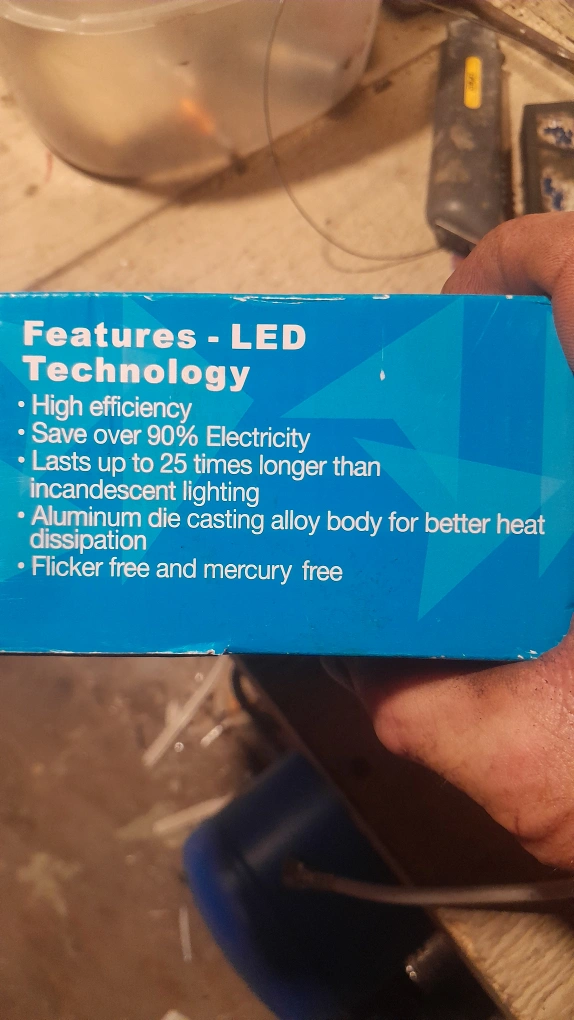 Features - LED
Technology
• High efficiency
• Save over 90% Electricity
• Lasts up to 25 times longer than
incandescent lighting
• Aluminum die casting alloy body for better heat
dissipation
• Flicker free and mercury free